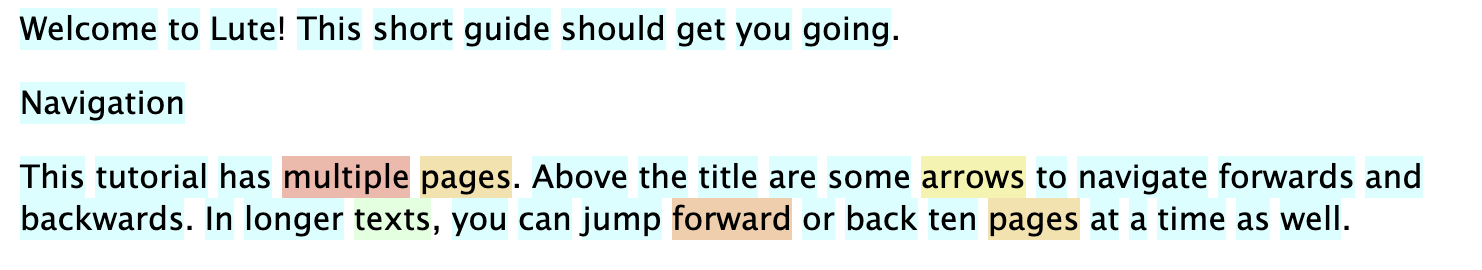 Welcome to Lute! This short guide should get you going.
Navigation
This tutorial has multiple pages. Above the title are some arrows to navigate forwards and
backwards. In longer texts, you can jump forward or back ten pages at a time as well.